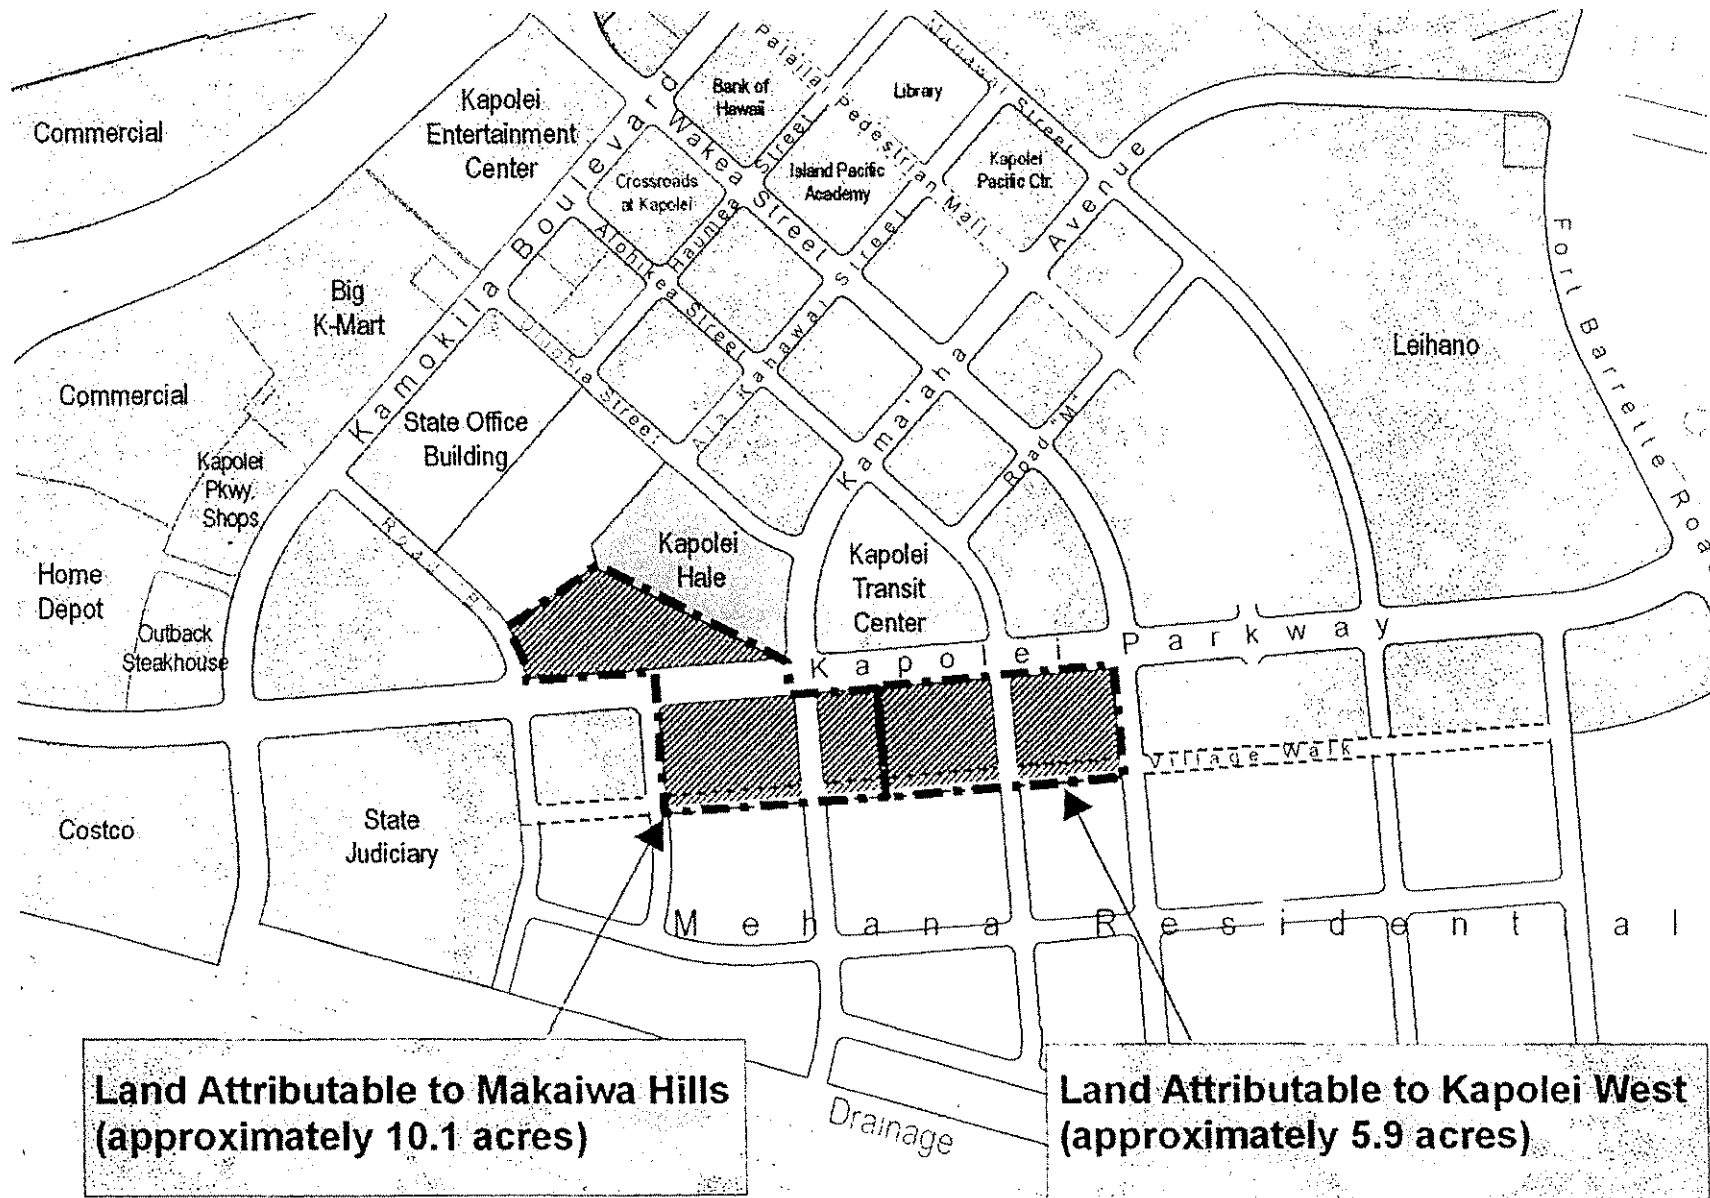 Commercial
Kapolei
Entertainment
Center
Bank of
Hawaii
Palailai Pedestrian Mall
Library
Street
Crossroads
at Kapolei
Wakea Street
Island Pacific
Academy
Kapolei
Pacific Ctr.
Haumea Street
Alohikea Street
Kamokila Boulevard
Big
K-Mart
Commercial
State Office
Building
Street
Ala Kahawai Street
Kama'aha Avenue
Road "M"
Leihano
Fort Barrette Road
Kapolei
Pkwy.
Shops
Home
Depot
Outback
Steakhouse
Kapolei
Hale
Kapolei
Transit
Center
Kapolei Parkway
Village Walk
Costco
State
Judiciary
Mehana Residential
Land Attributable to Makaiwa Hills
(approximately 10.1 acres)
Drainage
Land Attributable to Kapolei West
(approximately 5.9 acres)